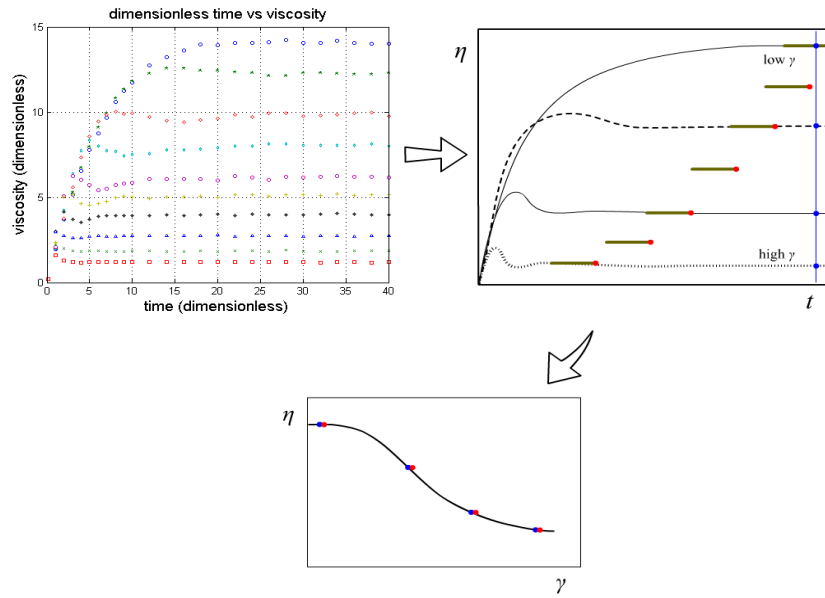 dimensionless time vs viscosity
viscosity (dimensionless)
15
10
5
0
0 5 10 15 20 25 30 35 40
time (dimensionless)
η
low γ
high γ
t
η
γ